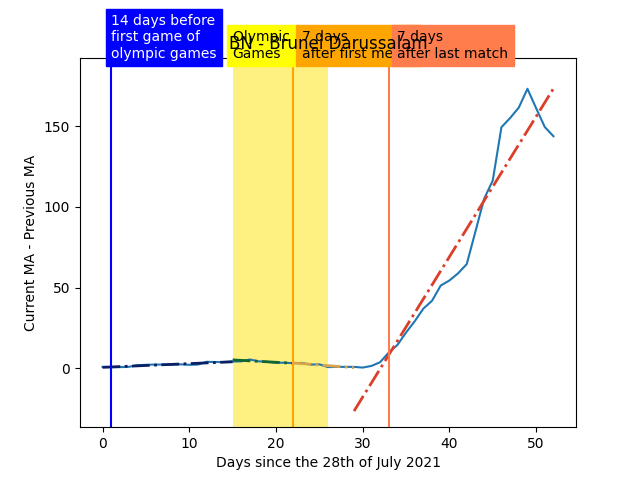 BN - Brunei Darussalam
14 days before
first game of
olympic games
Olympic
Games
7 days
after first me
7 days
after last match
Current MA - Previous MA
150
100
50
0
0 10 20 30 40 50
Days since the 28th of July 2021